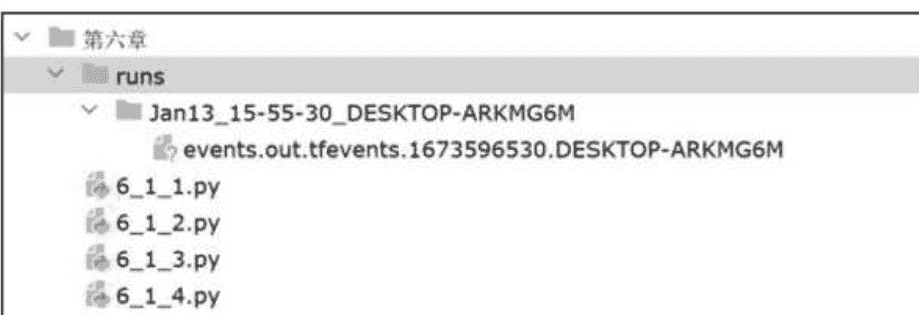 第六章
runs
Jan13_15-55-30_DESKTOP-ARKMG6M
events.out.tfevents.1673596530.DESKTOP-ARKMG6M
6_1_1.py
6_1_2.py
6_1_3.py
6_1_4.py